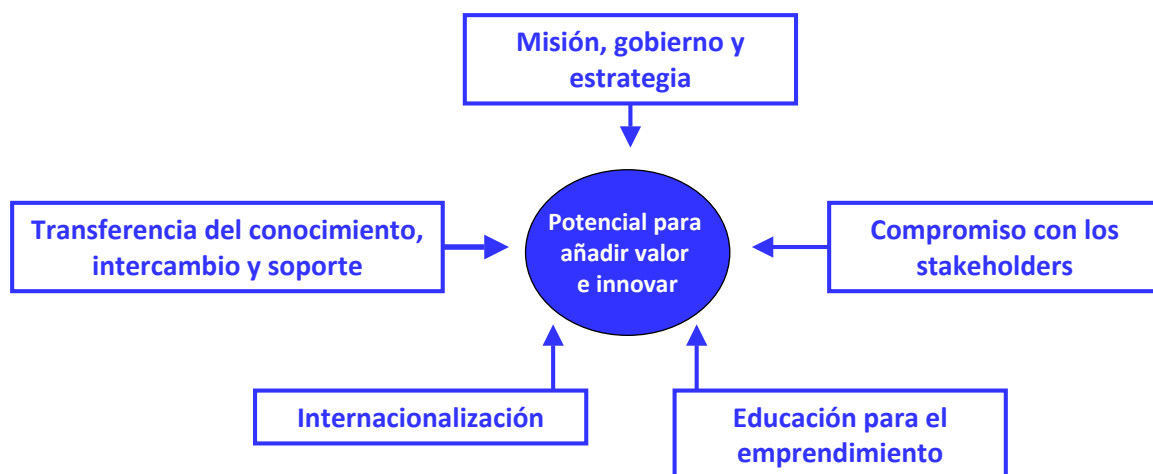 Misión, gobierno y
estrategia
Transferencia del conocimiento,
intercambio y soporte
Potencial para
añadir valor
e innovar
Compromiso con los
stakeholders
Internacionalización
Educación para el
emprendimiento